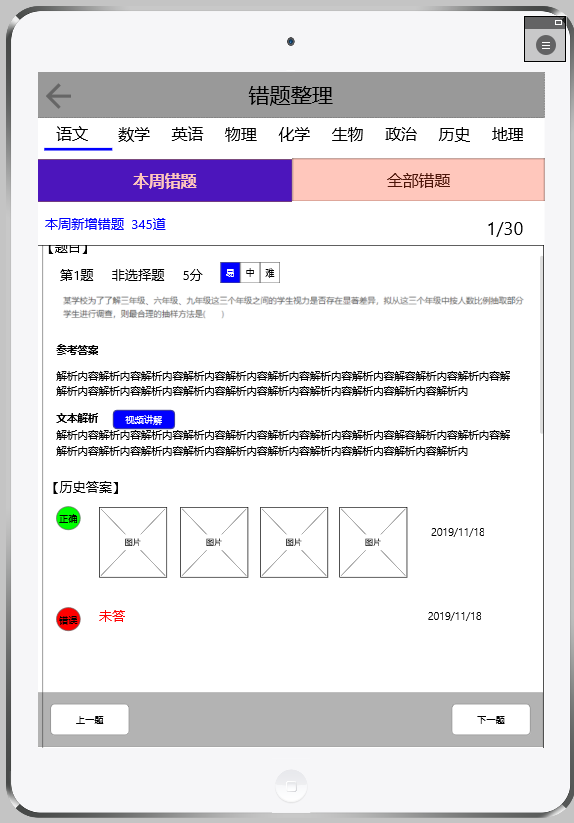 错题整理
语文 数学 英语 物理 化学 生物 政治 历史 地理
本周错题 全部错题
本周新增错题 345道 1/30
【题目】
第1题 非选择题 5分 易 中 难
某学校为了了解三年级、六年级、九年级这三个年级之间的学生视力是否存在显著差异，拟从这三个年级中按人数比例抽取部分
学生进行调查，则最合理的抽样方法是( )
参考答案
解析内容解析内容解析内容解析内容解析内容解析内容解析内容解析内容解容解析内容解析内容解
解析内容解析内容解析内容解析内容解析内容解析内容解析内容解析内容解析内容解析内
文本解析 视频讲解
解析内容解析内容解析内容解析内容解析内容解析内容解析内容解析内容解容解析内容解析内容解
解析内容解析内容解析内容解析内容解析内容解析内容解析内容解析内容解析内容解析内
【历史答案】
正确 图片 图片 图片 图片 2019/11/18
错误 未答 2019/11/18
上一题 下一题